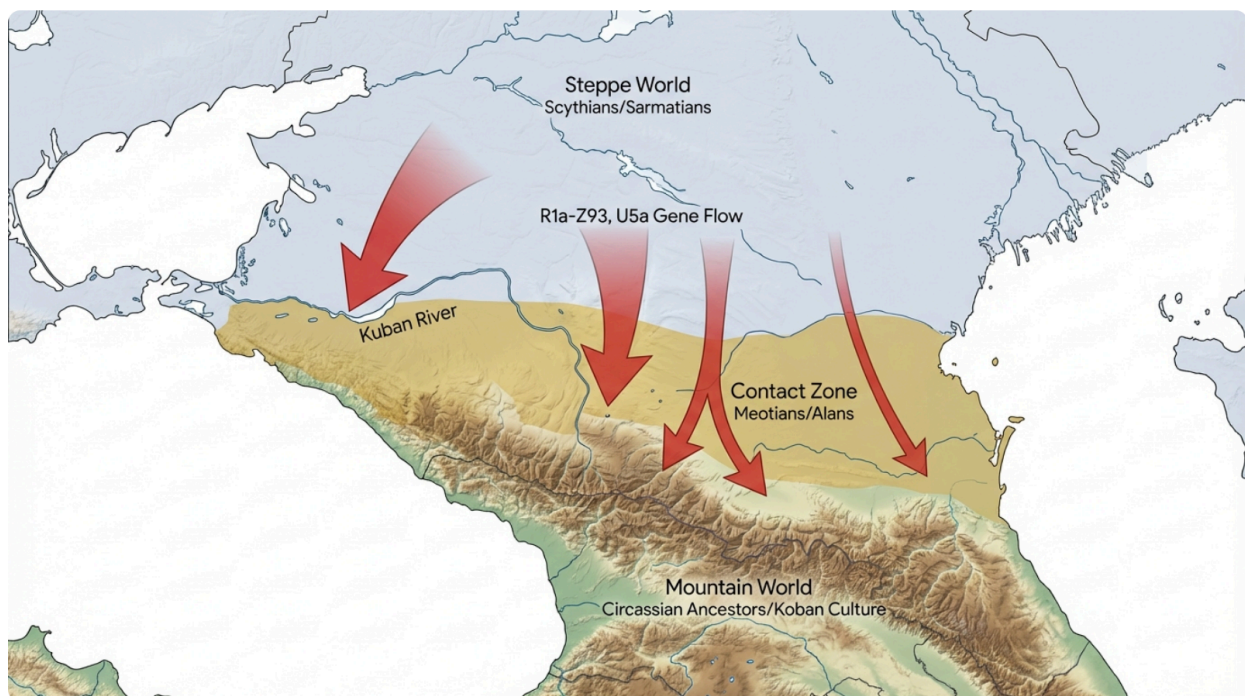 Steppe World
Scythians/Sarmatians
R1a-Z93, U5a Gene Flow
Kuban River
Contact Zone
Meotians/Alans
Mountain World
Circassian Ancestors/Koban Culture